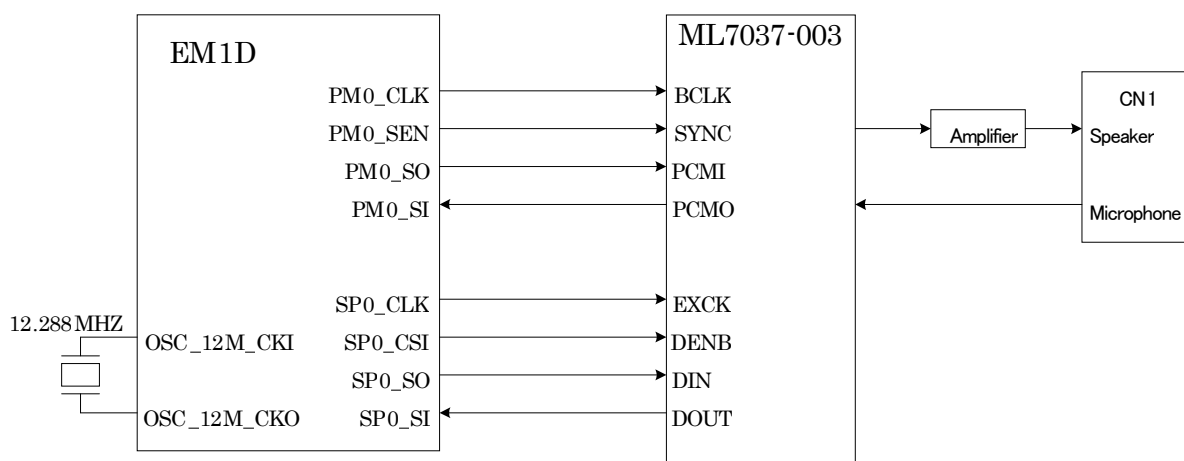 EM1D
PM0_CLK
PM0_SEN
PM0_SO
PM0_SI
SP0_CLK
SP0_CSI
SP0_SO
SP0_SI
12.288MHZ
OSC_12M_CKI
OSC_12M_CKO
ML7037-003
BCLK
SYNC
PCMI
PCMO
EXCK
DENB
DIN
DOUT
Amplifier
CN1
Speaker
Microphone